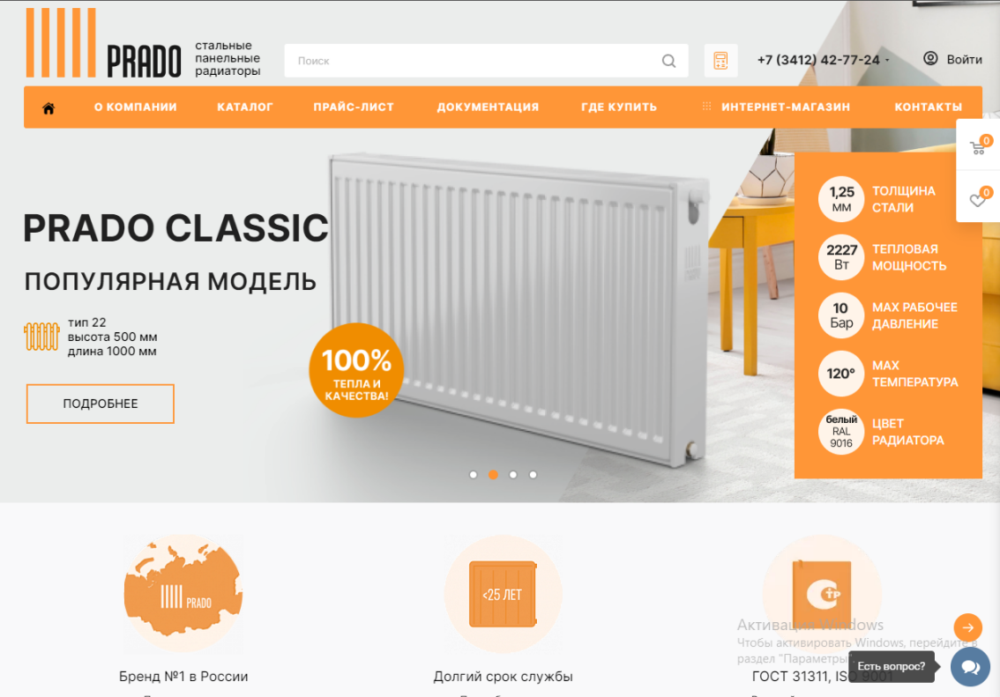 PRADO
стальные
панельные
радиаторы
Поиск
+7 (3412) 42-77-24
Войти
О КОМПАНИИ
КАТАЛОГ
ПРАЙС-ЛИСТ
ДОКУМЕНТАЦИЯ
ГДЕ КУПИТЬ
ИНТЕРНЕТ-МАГАЗИН
КОНТАКТЫ
0
0
PRADO CLASSIC
ПОПУЛЯРНАЯ МОДЕЛЬ
тип 22
высота 500 мм
длина 1000 мм
ПОДРОБНЕЕ
100%
ТЕПЛА И
КАЧЕСТВА!
1,25
мм
ТОЛЩИНА
СТАЛИ
2227
Вт
ТЕПЛОВАЯ
МОЩНОСТЬ
10
Бар
MAX РАБОЧЕЕ
ДАВЛЕНИЕ
120°
MAX
ТЕМПЕРАТУРА
белый
RAL
9016
ЦВЕТ
РАДИАТОРА
PRADO
<25 ЛЕТ
Бренд №1 в России
Долгий срок службы
ГОСТ 31311, ISO 9001
Активация Windows
Чтобы активировать Windows, перейдите в
раздел "Параметры".
Есть вопрос?